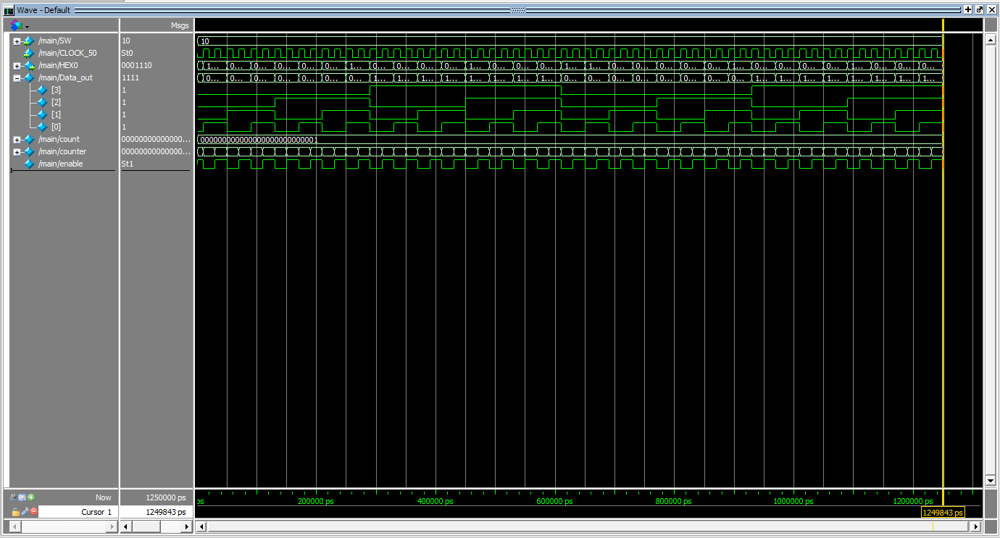 Wave - Default
Msgs
/main/SW 10 10
/main/CLOCK_50 St0
/main/HEX0 0001110 1... 0... 0... 0... 0... 0... 1... 0... 0... 0... 0... 1... 0... 0... 0... 1... 0... 0... 0... 0... 0... 0... 1... 0... 0... 0... 0... 1... 0... 0... 0...
/main/Data_out 1111 0... 0... 0... 0... 0... 0... 0... 1... 1... 1... 1... 1... 1... 1... 1... 0... 0... 0... 0... 0... 0... 0... 0... 1... 1... 1... 1... 1... 1... 1... 1...
[3] 1
[2] 1
[1] 1
[0] 1
/main/count 00000000000000... 00000000000000000000000000001
/main/counter 00000000000000...
/main/enable St1
Now 1250000 ps ps 200000 ps 400000 ps 600000 ps 800000 ps 1000000 ps 1200000 ps
Cursor 1 1249843 ps 1249843 ps